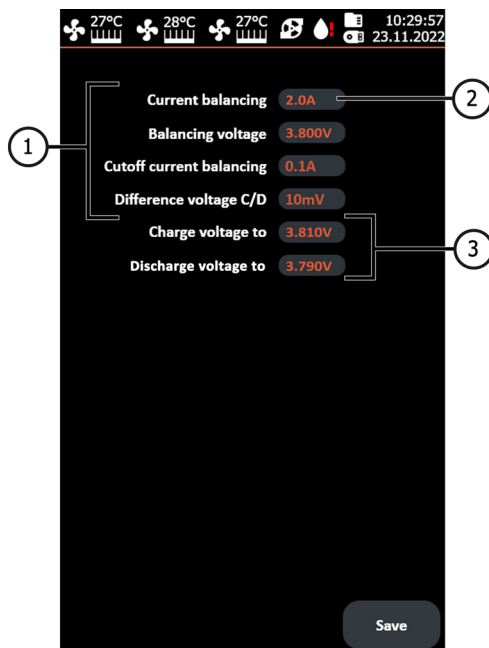 27°C 28°C 27°C 10:29:57
23.11.2022
Current balancing 2.0A 2
Balancing voltage 3.800V
1
Cutoff current balancing 0.1A
Difference voltage C/D 10mV
Charge voltage to 3.810V
3
Discharge voltage to 3.790V
Save